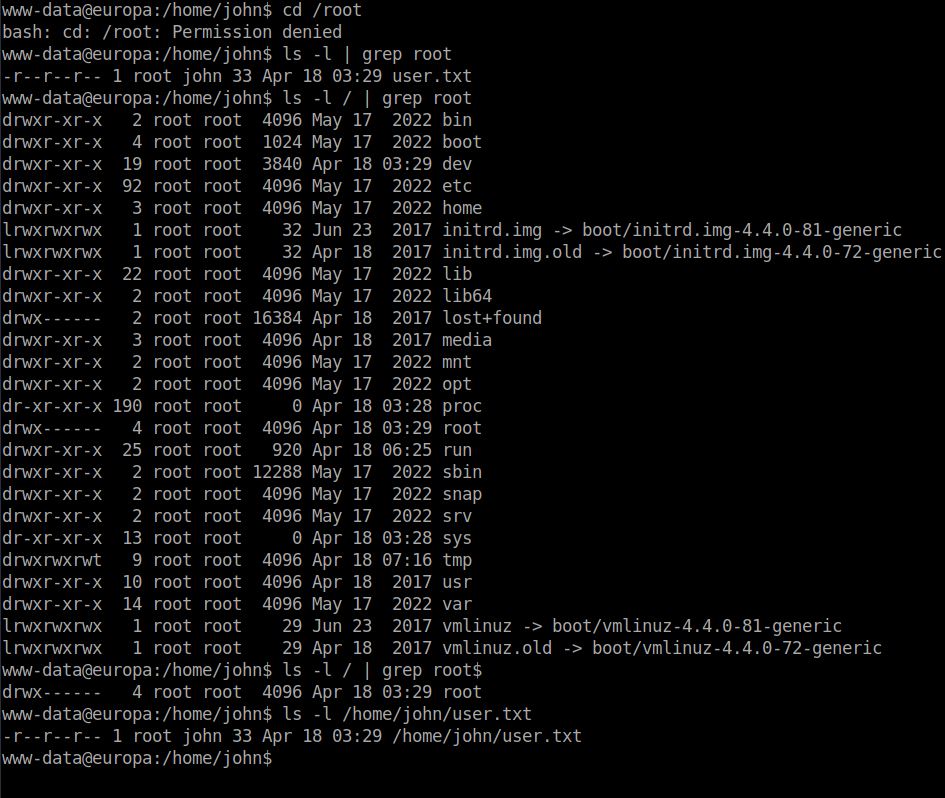 www-data@europa:/home/john$ cd /root
bash: cd: /root: Permission denied
www-data@europa:/home/john$ ls -l | grep root
-r--r--r-- 1 root john 33 Apr 18 03:29 user.txt
www-data@europa:/home/john$ ls -l / | grep root
drwxr-xr-x   2 root root  4096 May 17  2022 bin
drwxr-xr-x   4 root root  1024 May 17  2022 boot
drwxr-xr-x  19 root root  3840 Apr 18 03:29 dev
drwxr-xr-x  92 root root  4096 May 17  2022 etc
drwxr-xr-x   3 root root  4096 May 17  2022 home
lrwxrwxrwx   1 root root    32 Jun 23  2017 initrd.img -> boot/initrd.img-4.4.0-81-generic
lrwxrwxrwx   1 root root    32 Apr 18  2017 initrd.img.old -> boot/initrd.img-4.4.0-72-generic
drwxr-xr-x  22 root root  4096 May 17  2022 lib
drwxr-xr-x   2 root root  4096 May 17  2022 lib64
drwx------   2 root root 16384 Apr 18  2017 lost+found
drwxr-xr-x   3 root root  4096 Apr 18  2017 media
drwxr-xr-x   2 root root  4096 May 17  2022 mnt
drwxr-xr-x   2 root root  4096 May 17  2022 opt
dr-xr-xr-x 190 root root     0 Apr 18 03:28 proc
drwx------   4 root root  4096 Apr 18 03:29 root
drwxr-xr-x  25 root root   920 Apr 18 06:25 run
drwxr-xr-x   2 root root 12288 May 17  2022 sbin
drwxr-xr-x   2 root root  4096 May 17  2022 snap
drwxr-xr-x   2 root root  4096 May 17  2022 srv
dr-xr-xr-x  13 root root     0 Apr 18 03:28 sys
drwxrwxrwt   9 root root  4096 Apr 18 07:16 tmp
drwxr-xr-x  10 root root  4096 Apr 18  2017 usr
drwxr-xr-x  14 root root  4096 May 17  2022 var
lrwxrwxrwx   1 root root    29 Jun 23  2017 vmlinuz -> boot/vmlinuz-4.4.0-81-generic
lrwxrwxrwx   1 root root    29 Apr 18  2017 vmlinuz.old -> boot/vmlinuz-4.4.0-72-generic
www-data@europa:/home/john$ ls -l / | grep root$
drwx------   4 root root  4096 Apr 18 03:29 root
www-data@europa:/home/john$ ls -l /home/john/user.txt
-r--r--r-- 1 root john 33 Apr 18 03:29 /home/john/user.txt
www-data@europa:/home/john$